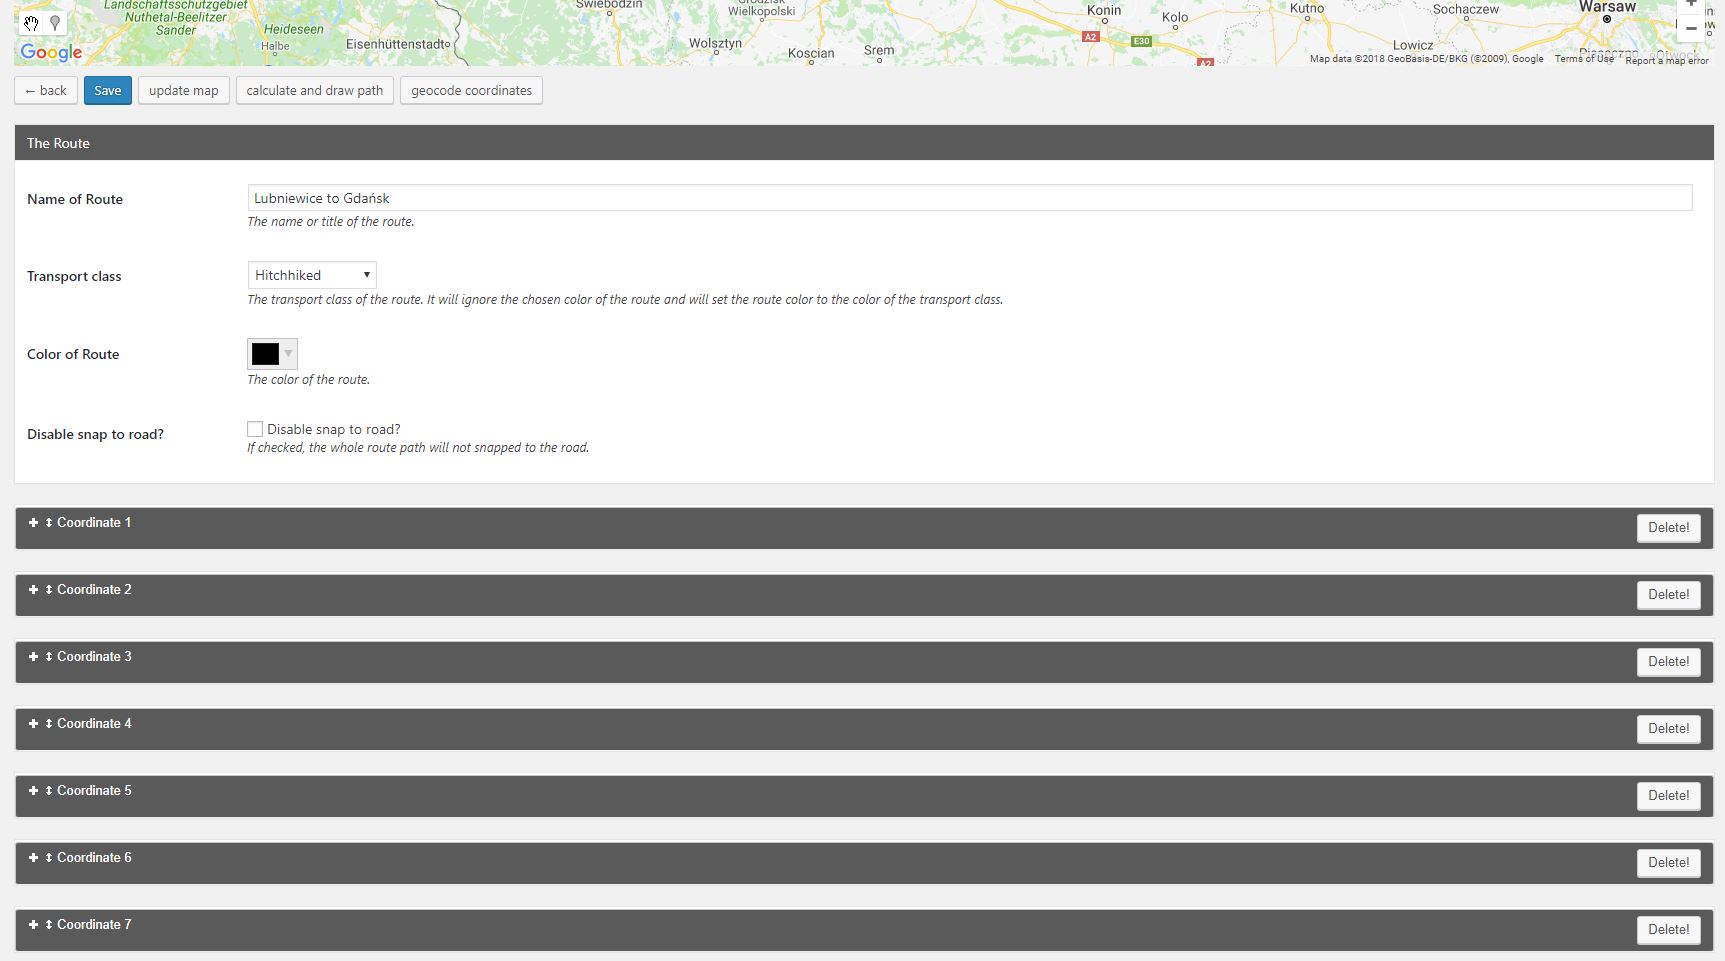 Landschaftsschutzgebiet
Nuthetal-Beelitzer
Sander
Heideseen
Halbe
Eisenhüttenstadt
Swiebodzin
Wolsztyn
Grodzisk
Wielkopolski
Koscian
Srem
Konin
Kolo
Kutno
Sochaczew
Warsaw
Lowicz
Piaseczno
Otwock
A2
E30
A2
Google
Map data ©2018 GeoBasis-DE/BKG (©2009), Google
Terms of Use
Report a map error
← back
Save
update map
calculate and draw path
geocode coordinates
The Route
Name of Route
Lubniewice to Gdańsk
The name or title of the route.
Transport class
Hitchhiked
The transport class of the route. It will ignore the chosen color of the route and will set the route color to the color of the transport class.
Color of Route
The color of the route.
Disable snap to road?
Disable snap to road?
If checked, the whole route path will not snapped to the road.
Coordinate 1
Delete!
Coordinate 2
Delete!
Coordinate 3
Delete!
Coordinate 4
Delete!
Coordinate 5
Delete!
Coordinate 6
Delete!
Coordinate 7
Delete!